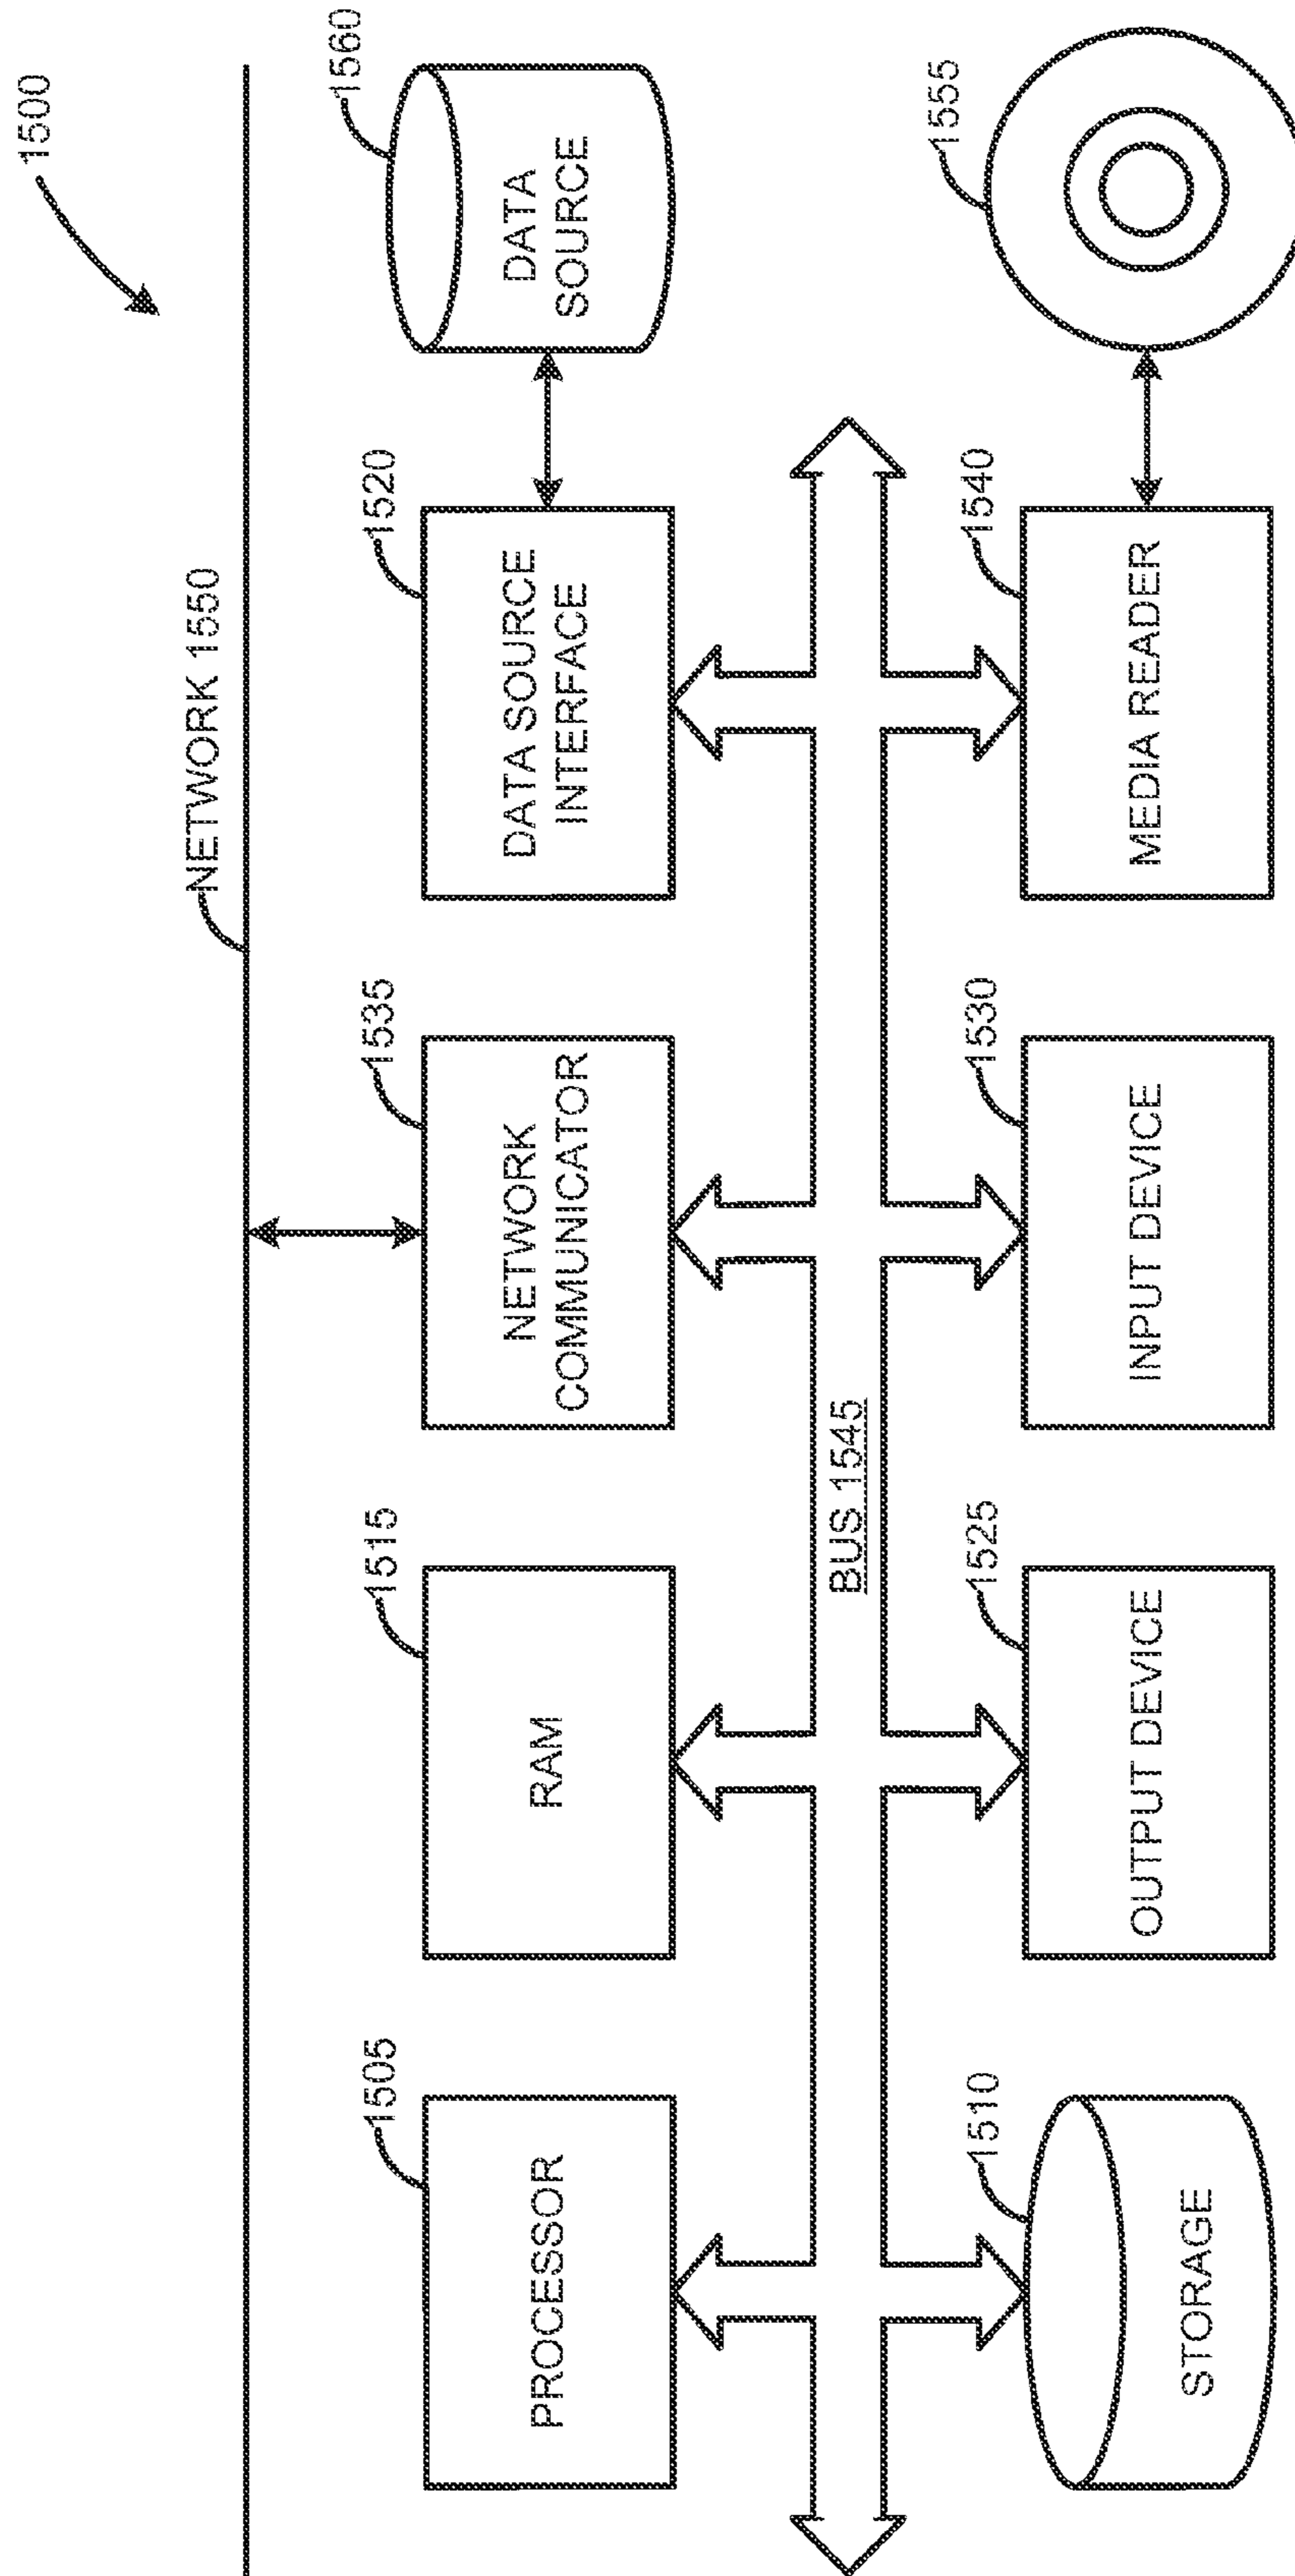 1500
NETWORK 1550
1505
PROCESSOR
1515
RAM
1535
NETWORK
COMMUNICATOR
1520
DATA SOURCE
INTERFACE
1560
DATA
SOURCE
BUS 1545
1510
STORAGE
1525
OUTPUT DEVICE
1530
INPUT DEVICE
1540
MEDIA READER
1555